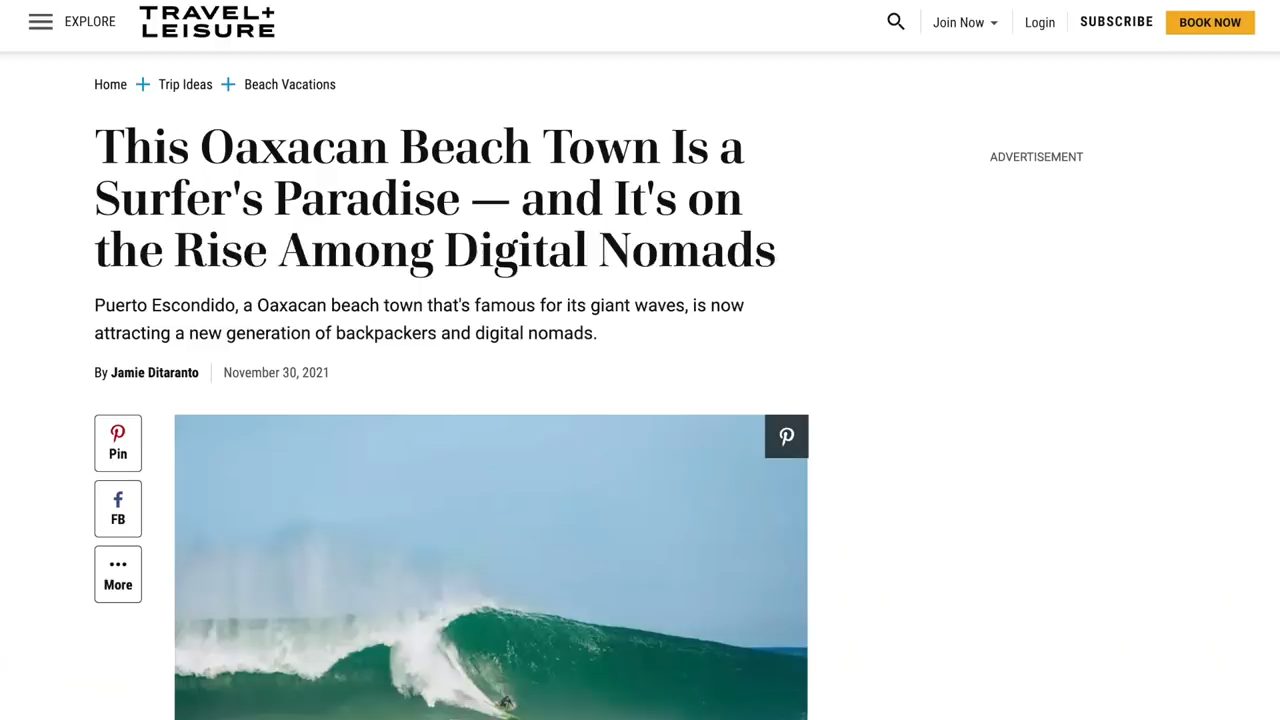 EXPLORE
TRAVEL+
LEISURE
Join Now
Login
SUBSCRIBE
BOOK NOW
Home + Trip Ideas + Beach Vacations
This Oaxacan Beach Town Is a
Surfer's Paradise — and It's on
the Rise Among Digital Nomads
ADVERTISEMENT
Puerto Escondido, a Oaxacan beach town that's famous for its giant waves, is now
attracting a new generation of backpackers and digital nomads.
By Jamie Ditaranto
November 30, 2021
Pin
FB
More